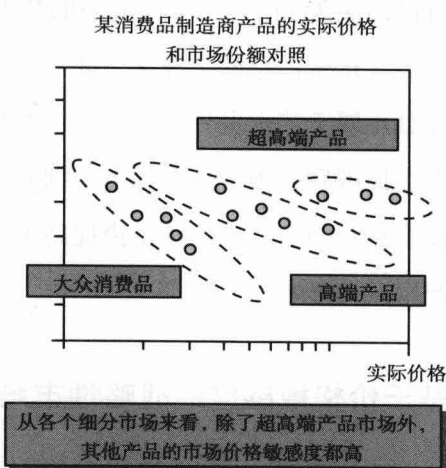 某消费品制造商产品的实际价格
和市场份额对照
超高端产品
大众消费品
高端产品
实际价格
从各个细分市场来看，除了超高端产品市场外，
其他产品的市场价格敏感度都高